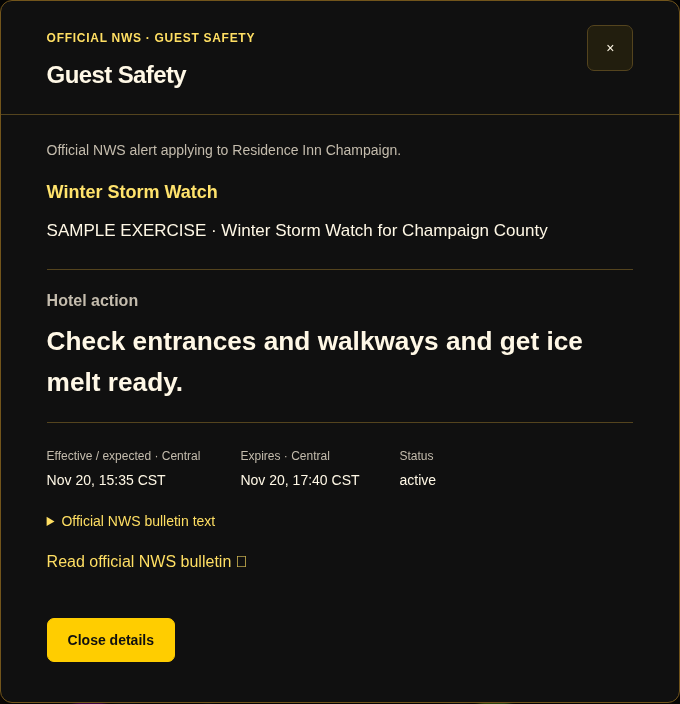 OFFICIAL NWS · GUEST SAFETY
×
Guest Safety
Official NWS alert applying to Residence Inn Champaign.
Winter Storm Watch
SAMPLE EXERCISE · Winter Storm Watch for Champaign County
Hotel action
Check entrances and walkways and get ice
melt ready.
Effective / expected · Central
Nov 20, 15:35 CST
Expires · Central
Nov 20, 17:40 CST
Status
active
Official NWS bulletin text
Read official NWS bulletin
Close details